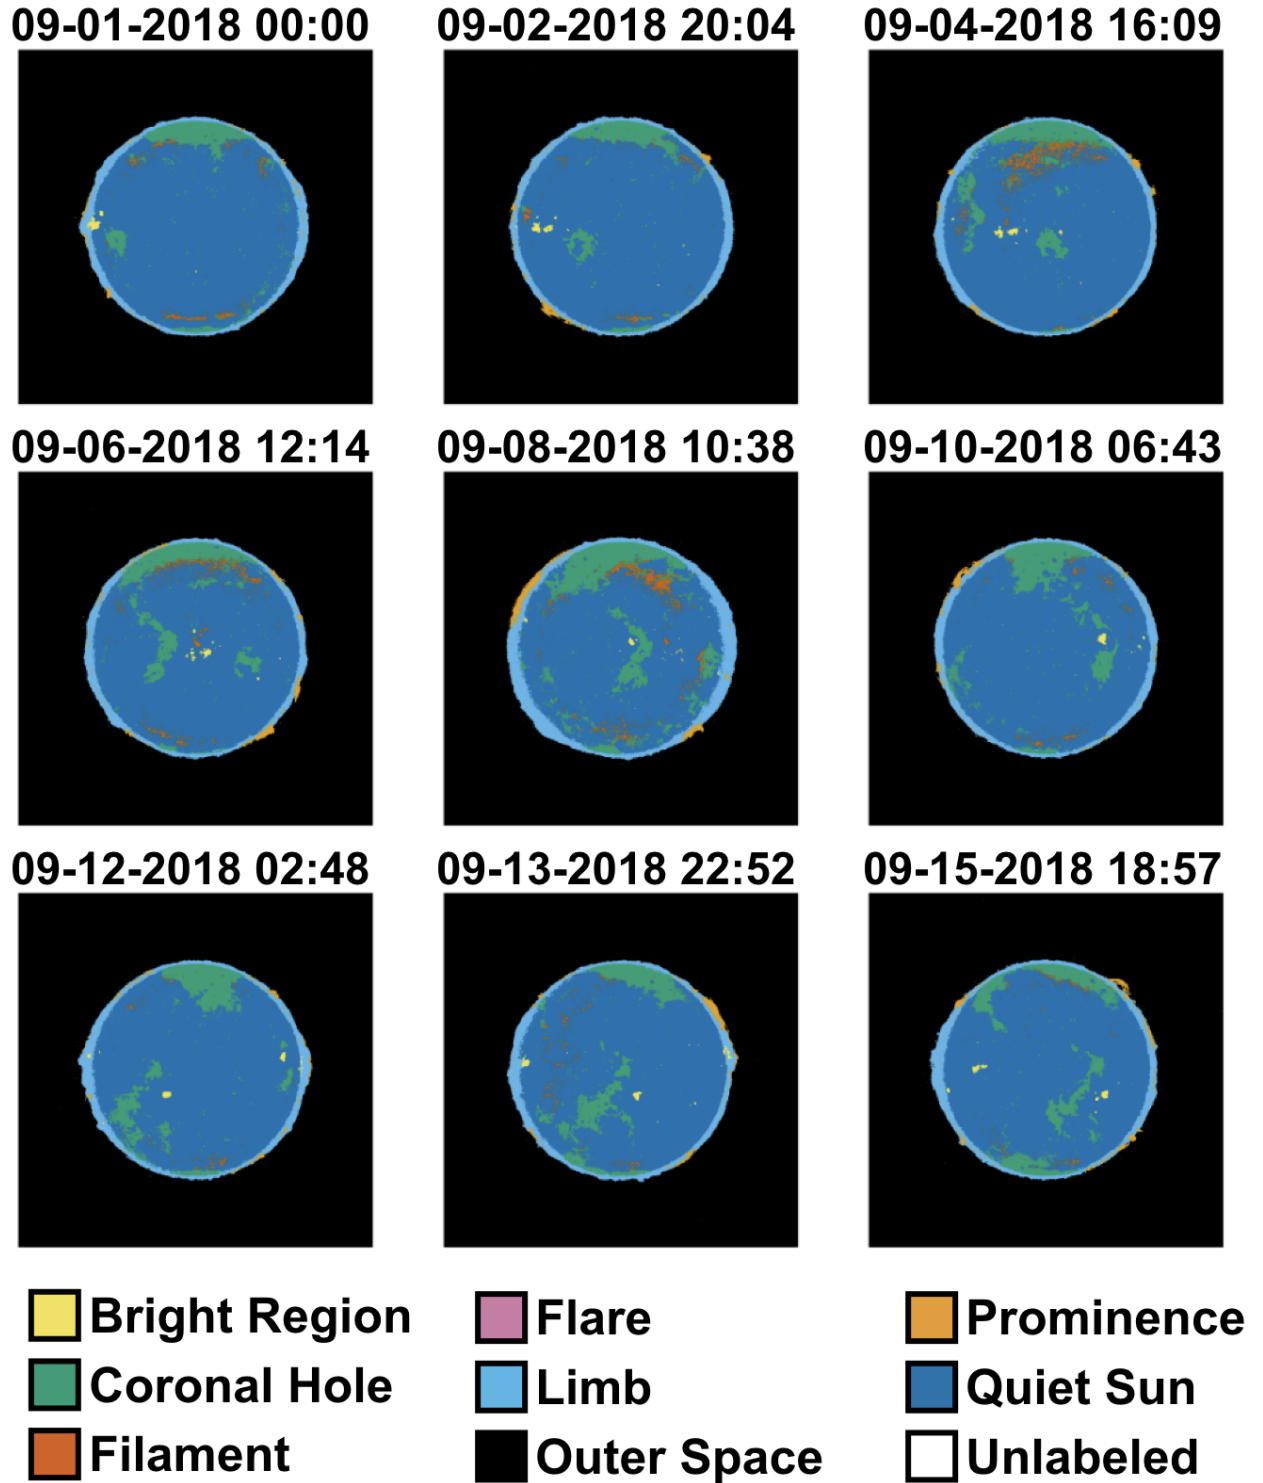 09-01-2018 00:00 09-02-2018 20:04 09-04-2018 16:09
09-06-2018 12:14 09-08-2018 10:38 09-10-2018 06:43
09-12-2018 02:48 09-13-2018 22:52 09-15-2018 18:57
Bright Region Flare Prominence
Coronal Hole Limb Quiet Sun
Filament Outer Space Unlabeled